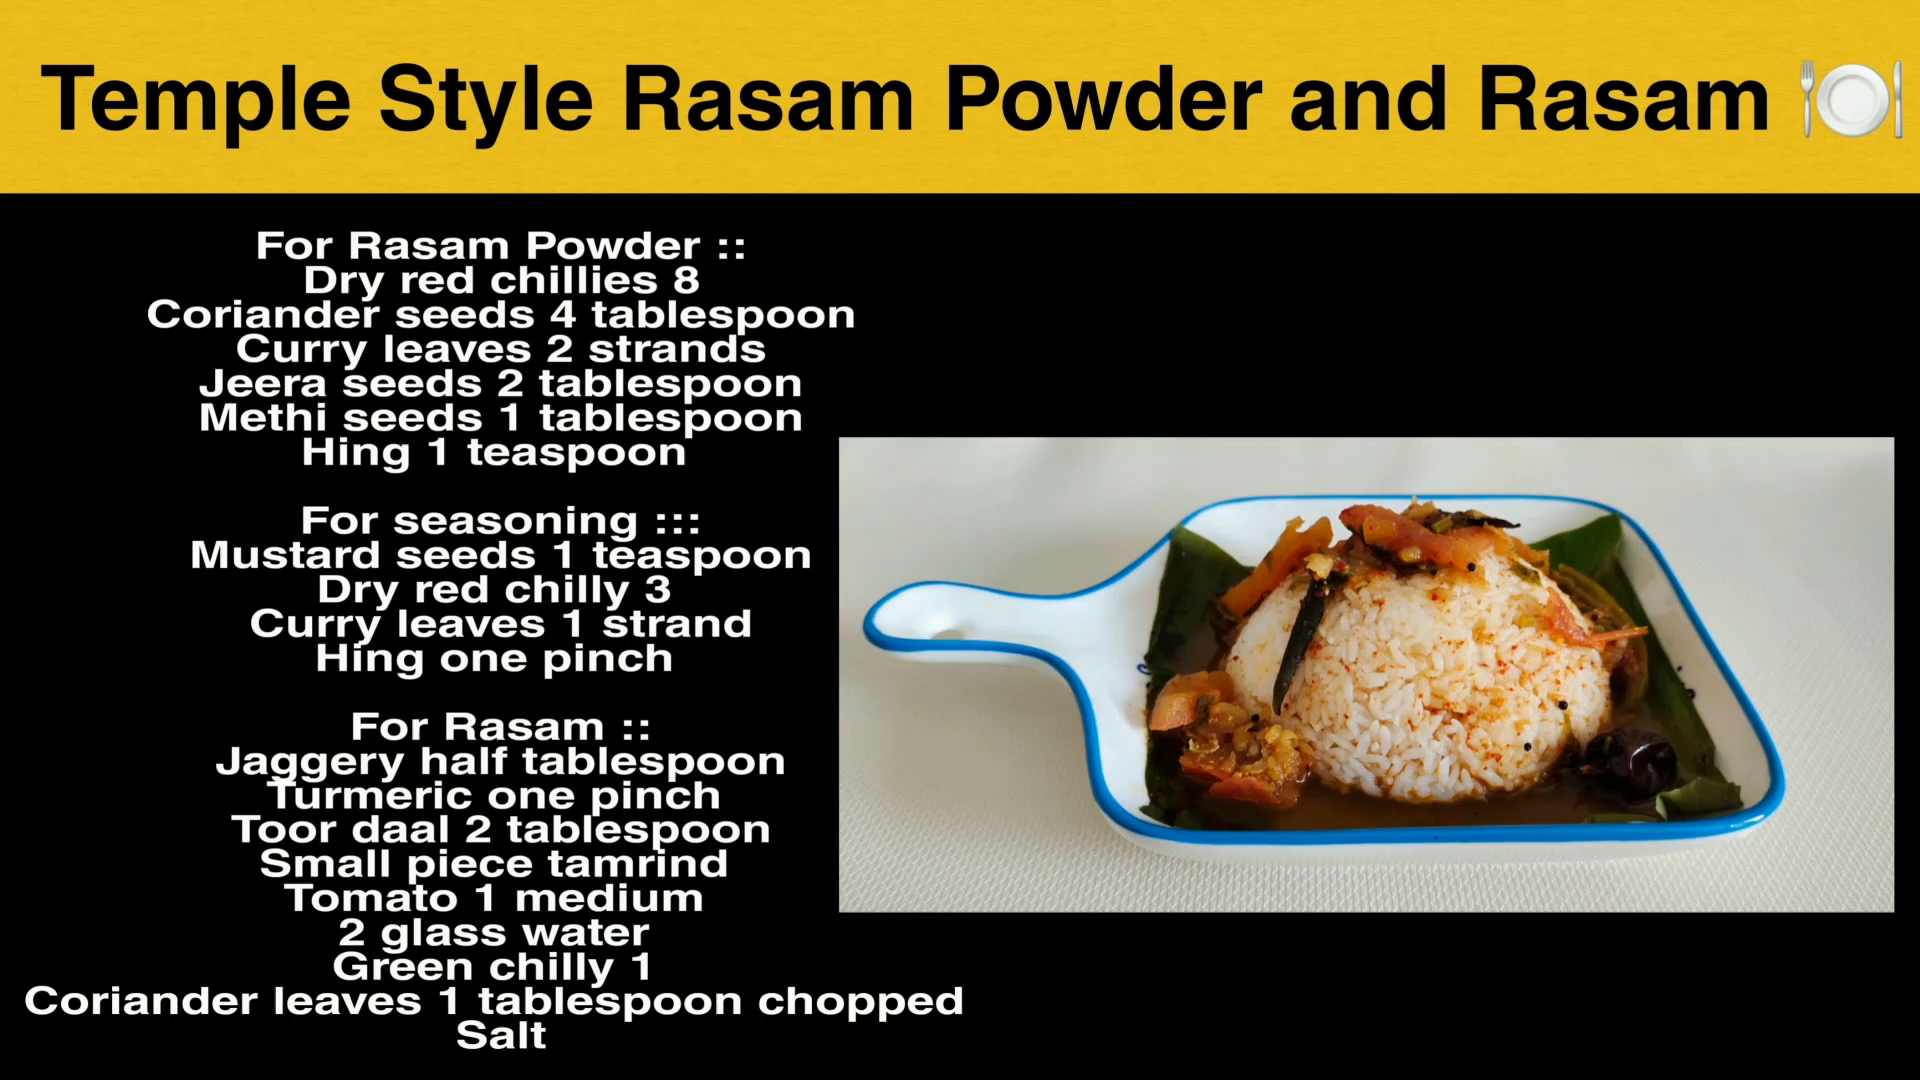 Temple Style Rasam Powder and Rasam 🍽
For Rasam Powder ::
Dry red chillies 8
Coriander seeds 4 tablespoon
Curry leaves 2 strands
Jeera seeds 2 tablespoon
Methi seeds 1 tablespoon
Hing 1 teaspoon
For seasoning :::
Mustard seeds 1 teaspoon
Dry red chilly 3
Curry leaves 1 strand
Hing one pinch
For Rasam ::
Jaggery half tablespoon
Turmeric one pinch
Toor daal 2 tablespoon
Small piece tamrind
Tomato 1 medium
2 glass water
Green chilly 1
Coriander leaves 1 tablespoon chopped
Salt